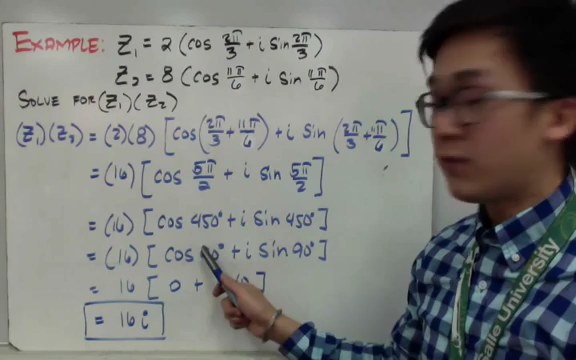 EXAMPLE: Z₁ = 2 (cos 2π/3 + i sin 2π/3)
Z₂ = 8 (cos 11π/6 + i sin 11π/6)
SOLVE FOR (Z₁)(Z₂)
(Z₁)(Z₂) = (2)(8) [cos(2π/3 + 11π/6) + i sin (2π/3 + 11π/6)]
= (16) [cos 5π/2 + i sin 5π/2]
= (16) [cos 450° + i sin 450°]
= (16) [cos 0° + i sin 90°]
= 16 [ 0 + ]
= 16i
University